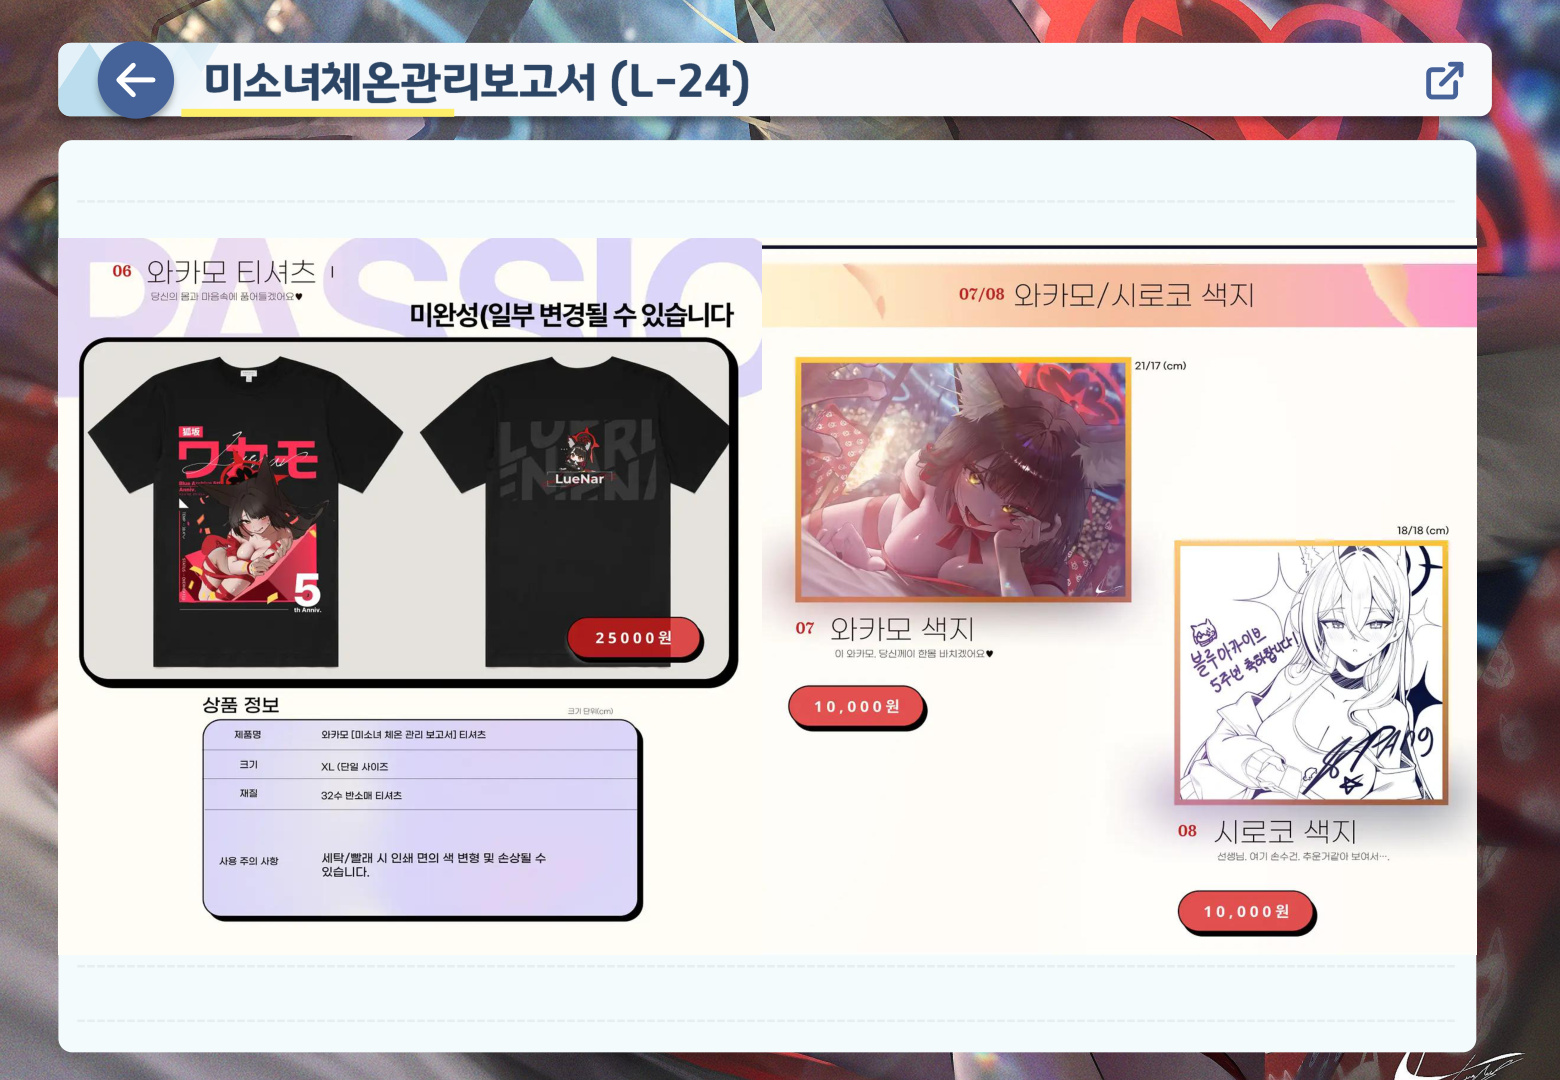 미소녀체온관리보고서 (L-24)
PASSIO
06 와카모 티셔츠 I
당신의 몸과 마음속에 품어들겠어요♥
미완성(일부 변경될 수 있습니다
狐坂
ワカモ
5
th Anniv.
LueNar
25000원
상품 정보
크기 단위(cm)
제품명 와카모 [미소녀 체온 관리 보고서] 티셔츠
크기 XL (단일 사이즈
재질 32수 반소매 티셔츠
사용 주의 사항 세탁/빨래 시 인쇄 면의 색 변형 및 손상될 수
있습니다.
07/08 와카모/시로코 색지
21/17 (cm)
07 와카모 색지
이 와카모, 당신께이 한몸 바치겠어요♥
10,000원
18/18 (cm)
블루아카이브
5주년 축하합니다!
08 시로코 색지
선생님, 여기 손수건, 추운거같아 보여서…,
10,000원